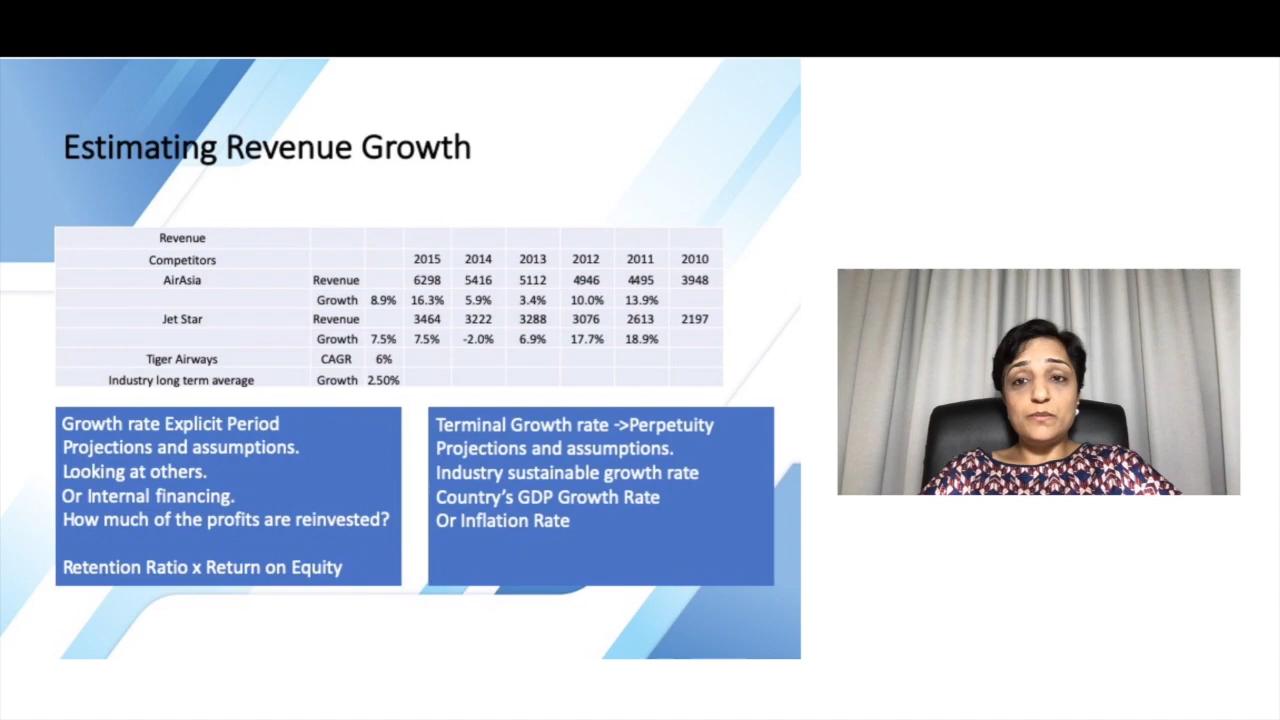 Estimating Revenue Growth
Revenue
Competitors 2015 2014 2013 2012 2011 2010
AirAsia Revenue 6298 5416 5112 4946 4495 3948
Growth 8.9% 16.3% 5.9% 3.4% 10.0% 13.9%
Jet Star Revenue 3464 3222 3288 3076 2613 2197
Growth 7.5% 7.5% -2.0% 6.9% 17.7% 18.9%
Tiger Airways CAGR 6%
Industry long term average Growth 2.50%
Growth rate Explicit Period
Projections and assumptions.
Looking at others.
Or Internal financing.
How much of the profits are reinvested?
Retention Ratio x Return on Equity
Terminal Growth rate ->Perpetuity
Projections and assumptions.
Industry sustainable growth rate
Country's GDP Growth Rate
Or Inflation Rate